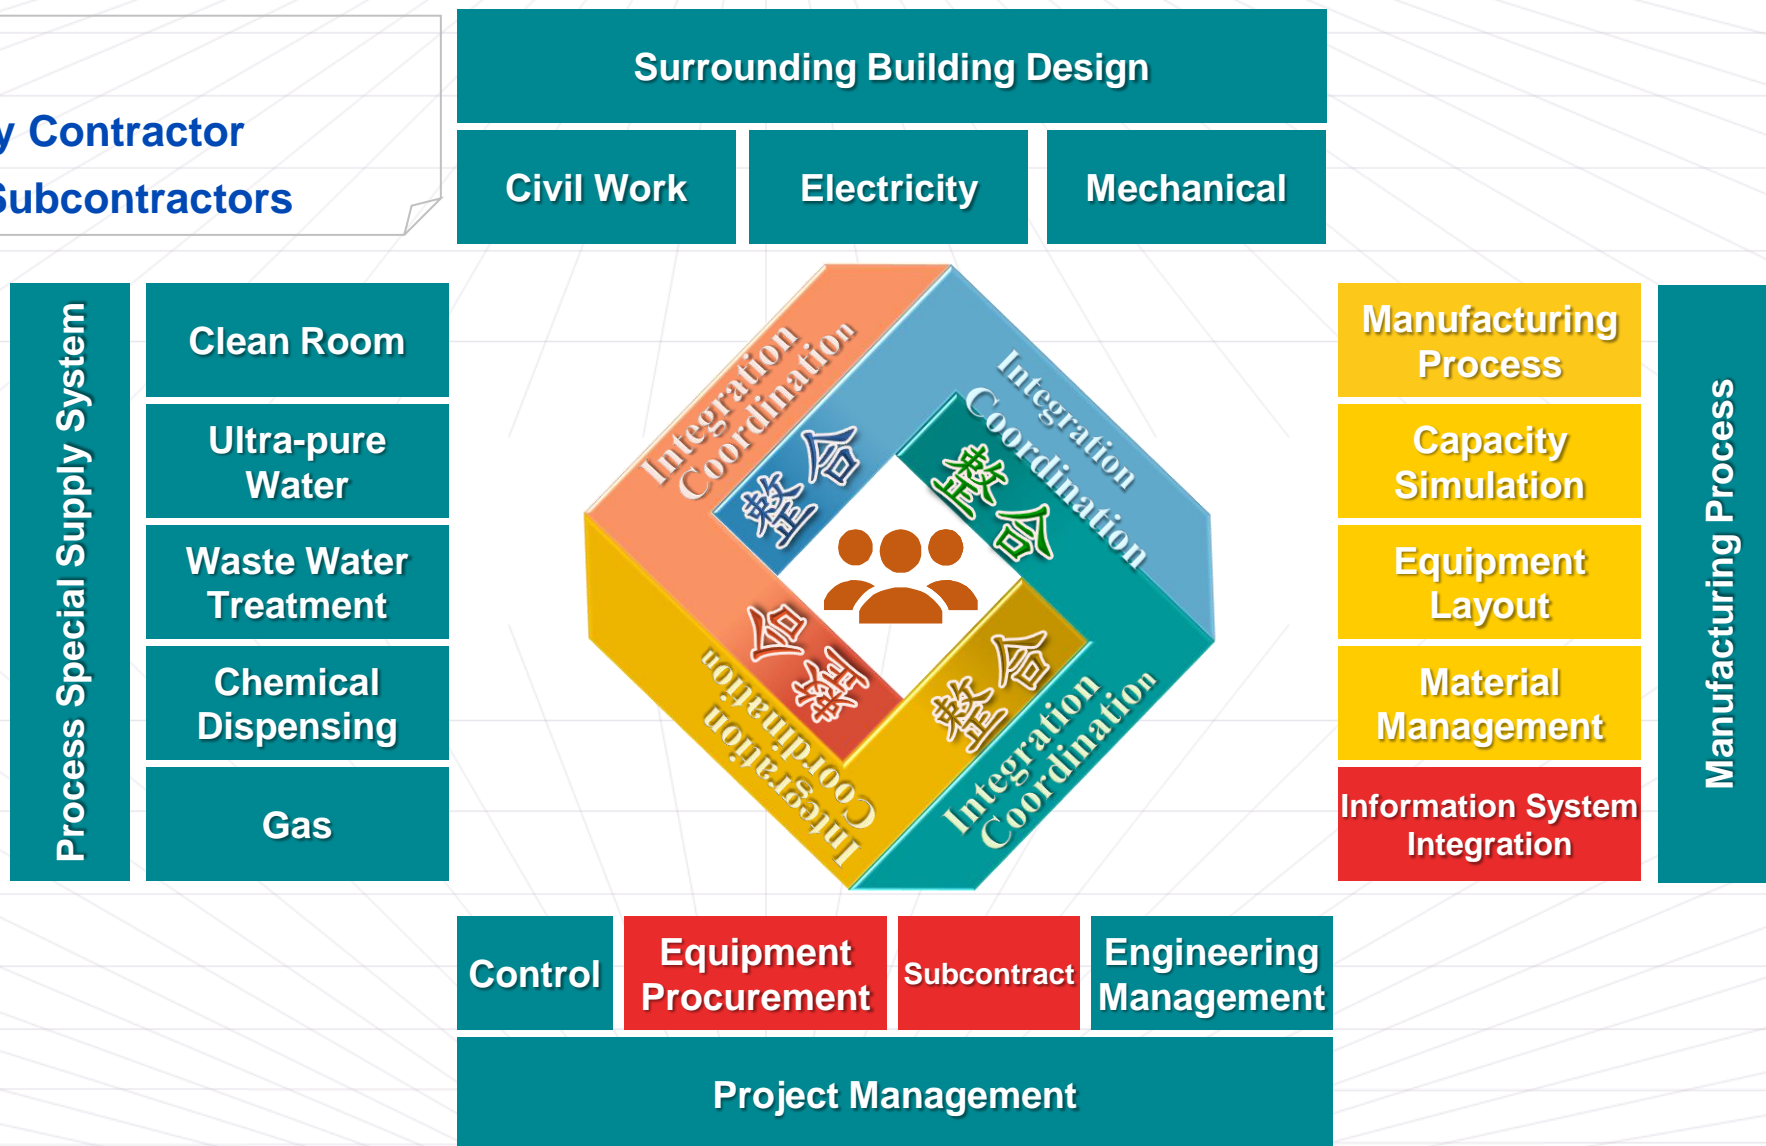 Surrounding Building Design
y Contractor
Subcontractors
Civil Work
Electricity
Mechanical
Process Special Supply System
Clean Room
Ultra-pure
Water
Waste Water
Treatment
Chemical
Dispensing
Gas
Integration
Coordination
整合
Integration
Coordination
整合
Integration
Coordination
整合
Integration
Coordination
整合
Manufacturing
Process
Capacity
Simulation
Equipment
Layout
Material
Management
Information System
Integration
Manufacturing Process
Control
Equipment
Procurement
Subcontract
Engineering
Management
Project Management